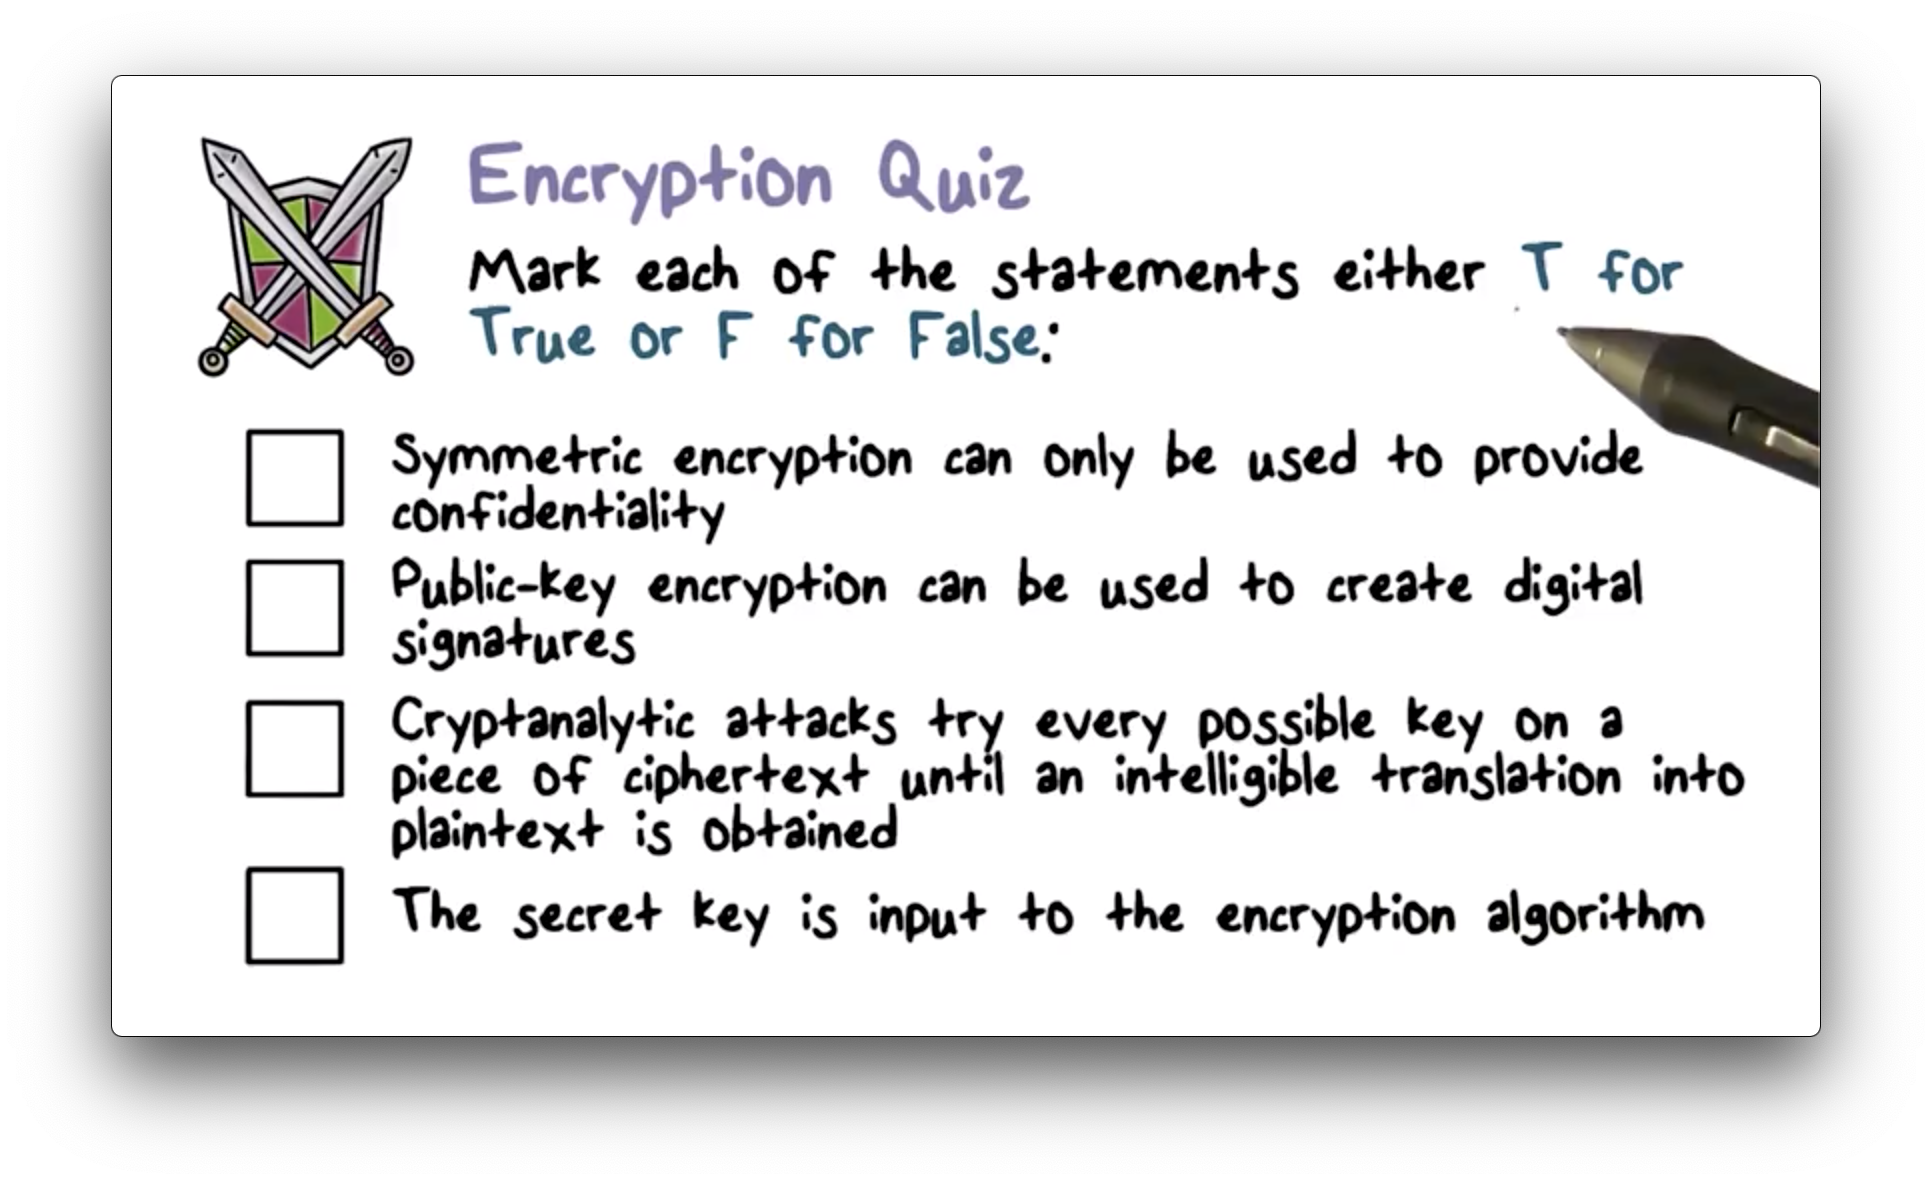 Encryption Quiz
Mark each of the statements either T for
True or F for False:
Symmetric encryption can only be used to provide
confidentiality
Public-key encryption can be used to create digital
signatures
Cryptanalytic attacks try every possible key on a
piece of ciphertext until an intelligible translation into
plaintext is obtained
The secret key is input to the encryption algorithm